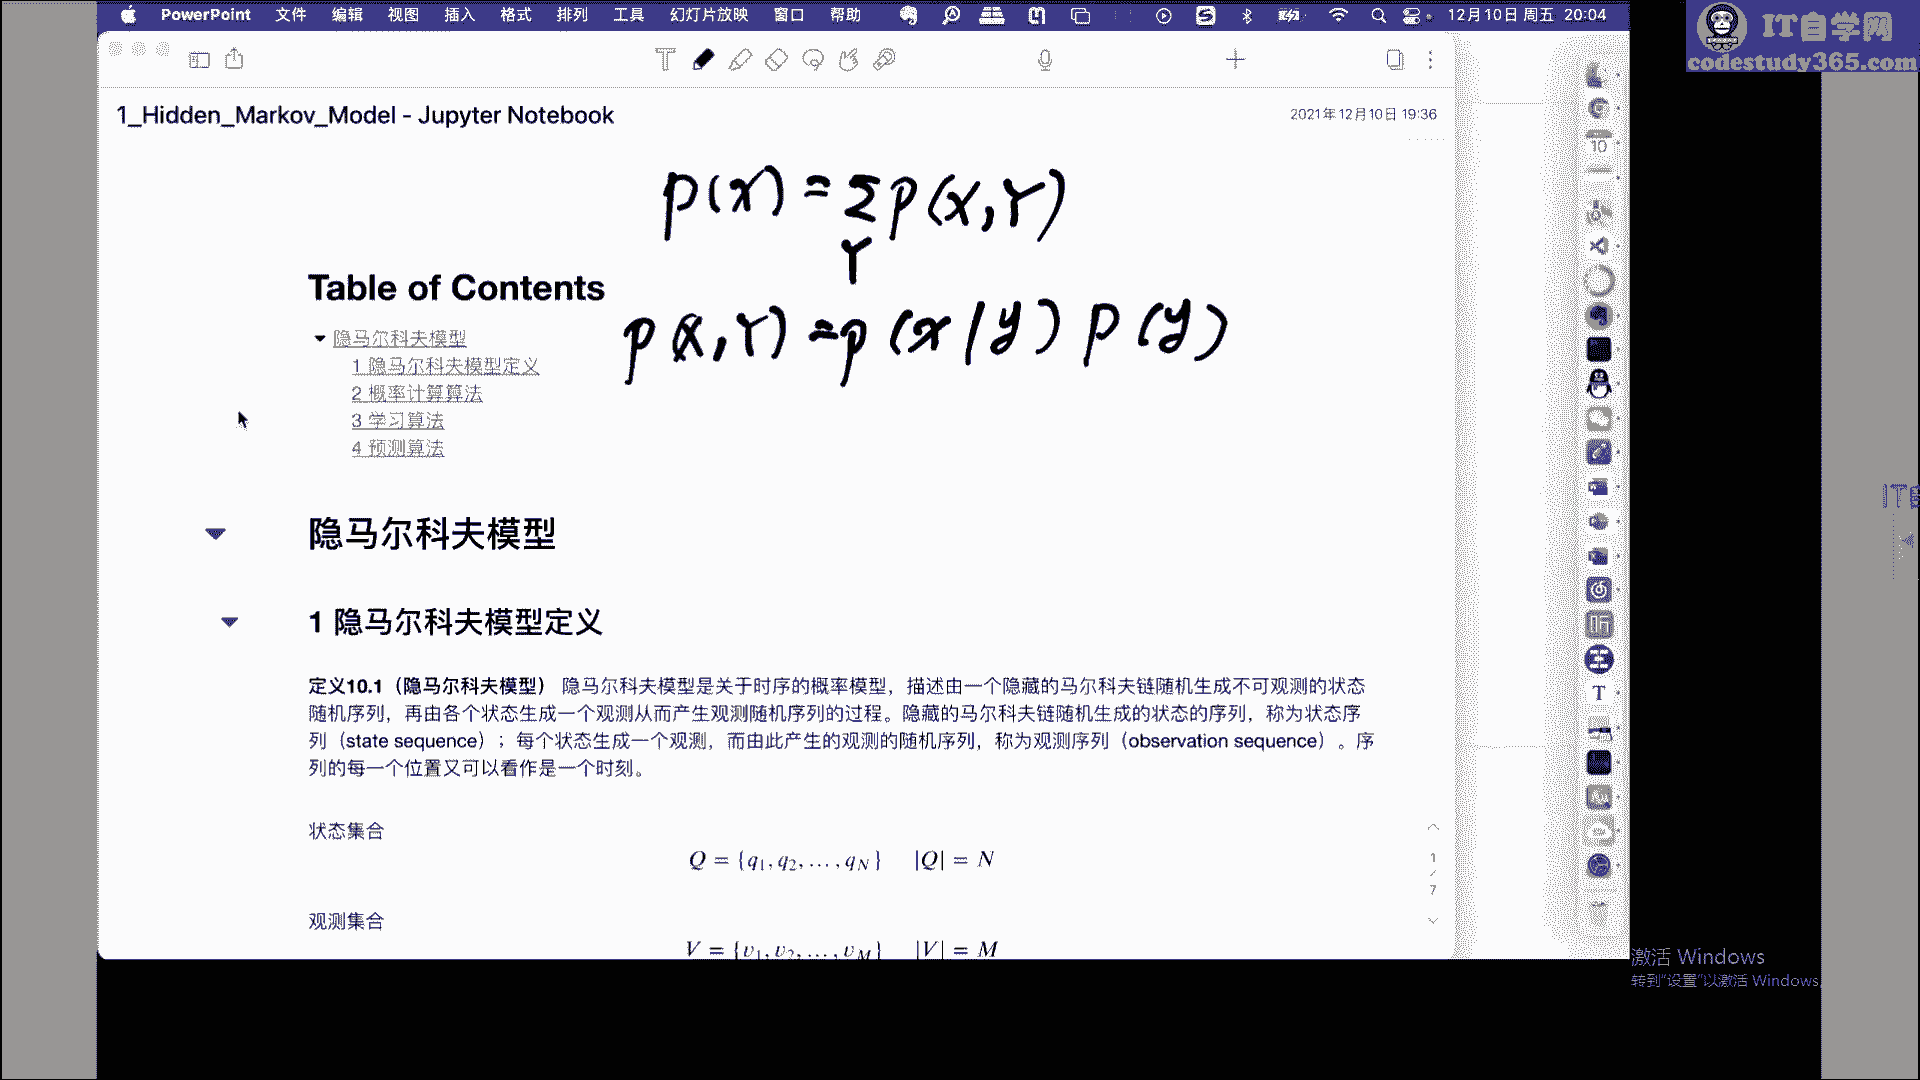 PowerPoint 文件 编辑 视图 插入 格式 排列 工具 幻灯片放映 窗口 帮助 12月10日 周五 20:04
IT自学网
codestudy365.com
1_Hidden_Markov_Model - Jupyter Notebook
2021年12月10日 19:36
p(x) = Σ p(X,Y)
Y
Table of Contents
p(X,Y) = p(x|y) p(y)
隐马尔科夫模型
1 隐马尔科夫模型定义
2 概率计算算法
3 学习算法
4 预测算法
隐马尔科夫模型
1 隐马尔科夫模型定义
定义10.1（隐马尔科夫模型） 隐马尔科夫模型是关于时序的概率模型，描述由一个隐藏的马尔科夫链随机生成不可观测的状态
随机序列，再由各个状态生成一个观测从而产生观测随机序列的过程。隐藏的马尔科夫链随机生成的状态的序列，称为状态序
列（state sequence）；每个状态生成一个观测，而由此产生的观测的随机序列，称为观测序列（observation sequence）。序
列的每一个位置又可以看作是一个时刻。
状态集合
Q = {q1, q2, . . . , qN} |Q| = N
1
/
7
观测集合
V = {v1, v2, . . . , vM} |V| = M
激活 Windows
转到"设置"以激活 Windows